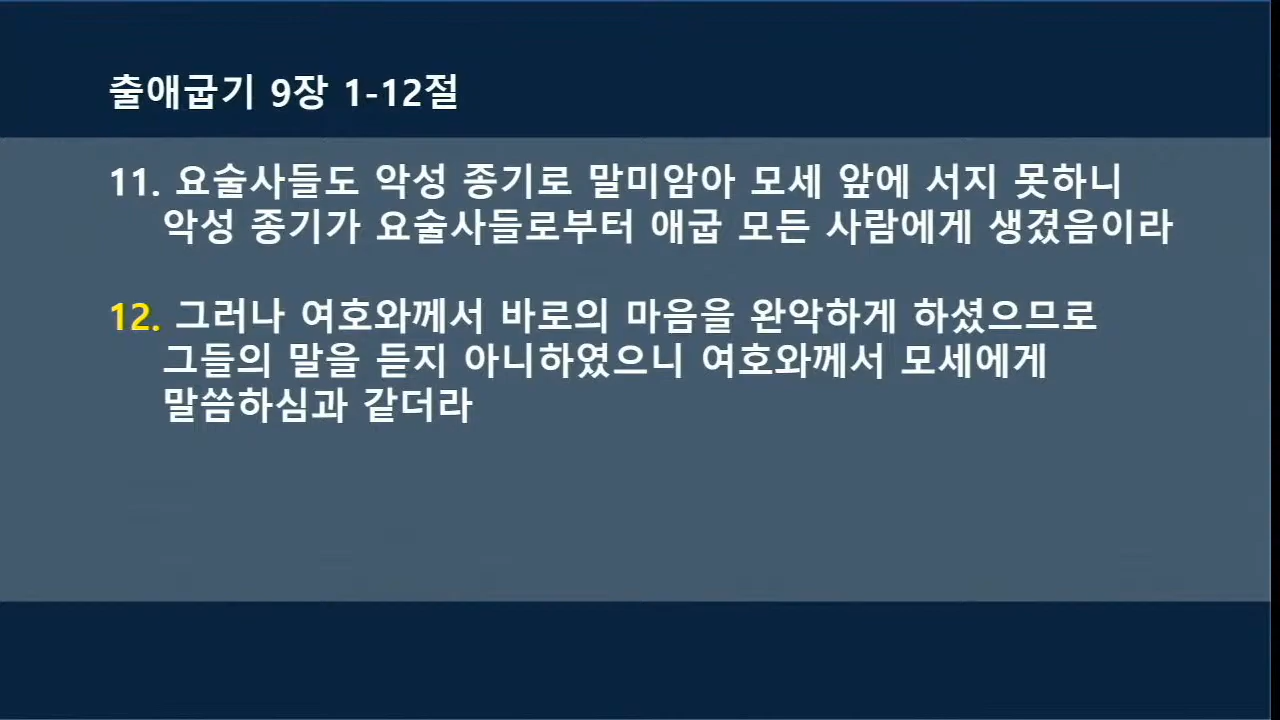 출애굽기 9장 1-12절
11. 요술사들도 악성 종기로 말미암아 모세 앞에 서지 못하니
악성 종기가 요술사들로부터 애굽 모든 사람에게 생겼음이라
12. 그러나 여호와께서 바로의 마음을 완악하게 하셨으므로
그들의 말을 듣지 아니하였으니 여호와께서 모세에게
말씀하심과 같더라